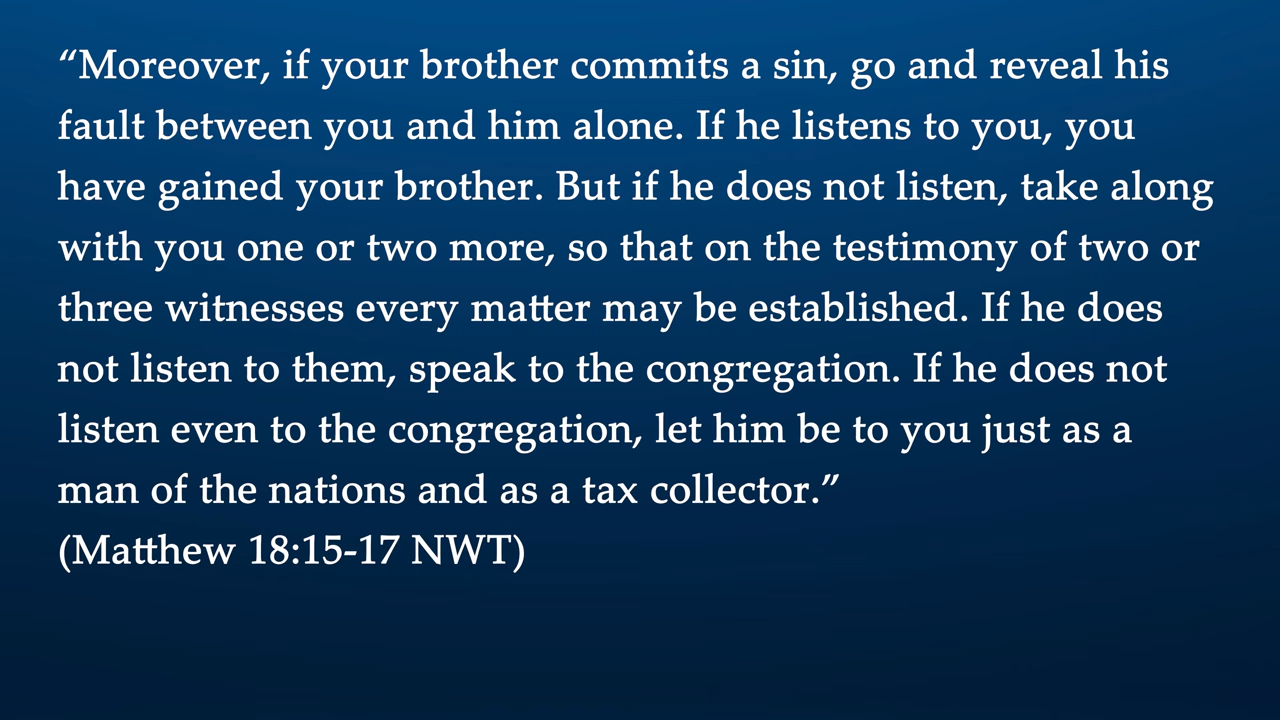 “Moreover, if your brother commits a sin, go and reveal his
fault between you and him alone. If he listens to you, you
have gained your brother. But if he does not listen, take along
with you one or two more, so that on the testimony of two or
three witnesses every matter may be established. If he does
not listen to them, speak to the congregation. If he does not
listen even to the congregation, let him be to you just as a
man of the nations and as a tax collector.”
(Matthew 18:15-17 NWT)